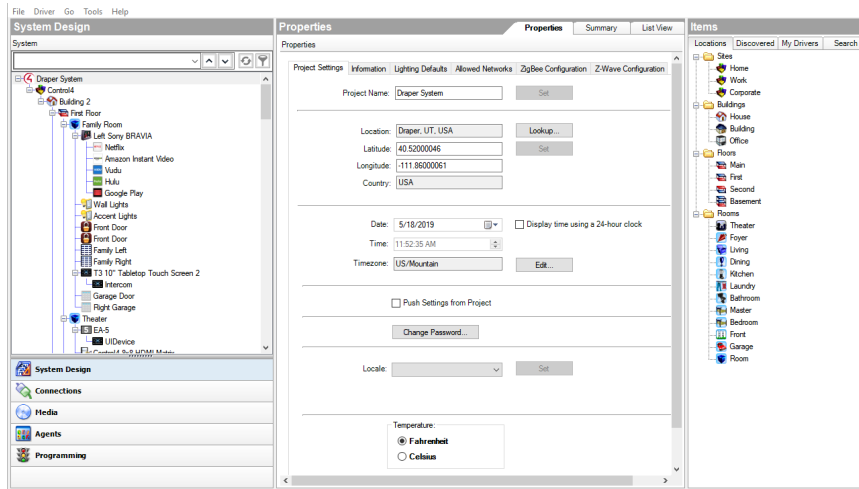 File Driver Go Tools Help
System Design
System
Draper System
Control4
Building 2
First Floor
Family Room
Left Sony BRAVIA
Netflix
Amazon Instant Video
Vudu
Hulu
Google Play
Wall Lights
Accent Lights
Front Door
Front Door
Family Left
Family Right
T3 10" Tabletop Touch Screen 2
Intercom
Garage Door
Right Garage
Theater
EA-5
UIDevice
Control4 8x8 HDMI Matrix
System Design
Connections
Media
Agents
Programming
Properties
Properties Summary List View
Properties
Project Settings Information Lighting Defaults Allowed Networks ZigBee Configuration Z-Wave Configuration
Project Name: Draper System Set
Location: Draper, UT, USA Lookup...
Latitude: 40.52000046 Set
Longitude: -111.86000061
Country: USA
Date: 5/18/2019 Display time using a 24-hour clock
Time: 11:52:35 AM
Timezone: US/Mountain Edit...
Push Settings from Project
Change Password...
Locale: Set
Temperature:
Fahrenheit
Celsius
Items
Locations Discovered My Drivers Search
Sites
Home
Work
Corporate
Buildings
House
Building
Office
Floors
Main
First
Second
Basement
Rooms
Theater
Foyer
Living
Dining
Kitchen
Laundry
Bathroom
Master
Bedroom
Front
Garage
Room